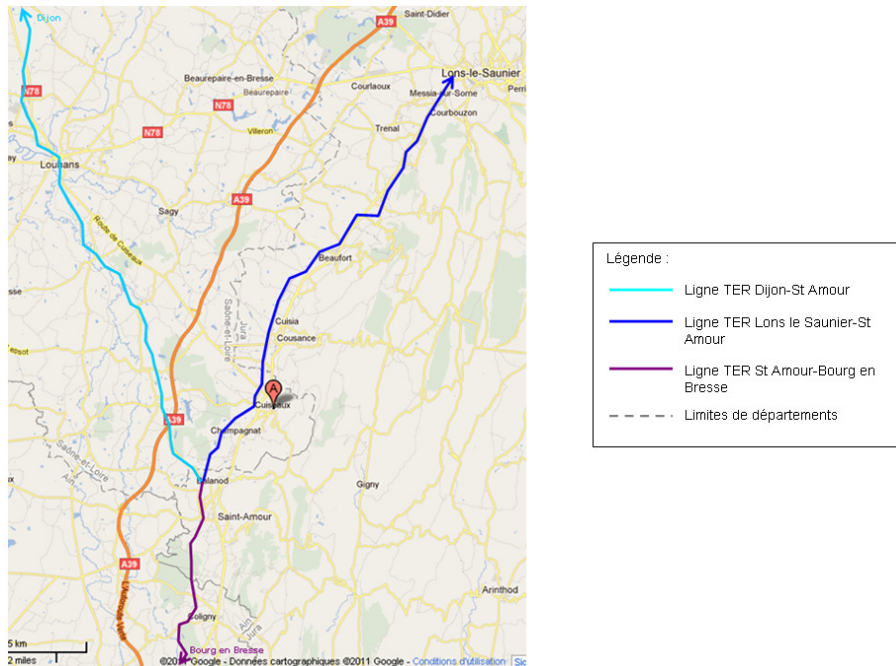 Dijon
A39
Saint-Didier
Beaurepaire-en-Bresse
Lons-le-Saunier
N78
Beaurepaire
Courlaoux
Messia-sur-Sorne
Perri
N78
Courbouzon
N78
Villeron
Trenal
Louhans
A39
Sagy
Route de Cuiseaux
Beaufort
Saône-et-Loire
Jura
Cuisia
Cousance
A
Cuiseaux
A39
Champagnat
Saône-et-Loire
Ain
Balanod
Gigny
Saint-Amour
A39
L'Autoroute Verte
Arinthod
Coligny
Ain
Jura
5 km
2 miles
Bourg en Bresse
Google - Données cartographiques ©2011 Google - Conditions d'utilisation
Légende :
Ligne TER Dijon-St Amour
Ligne TER Lons le Saunier-St
Amour
Ligne TER St Amour-Bourg en
Bresse
Limites de départements